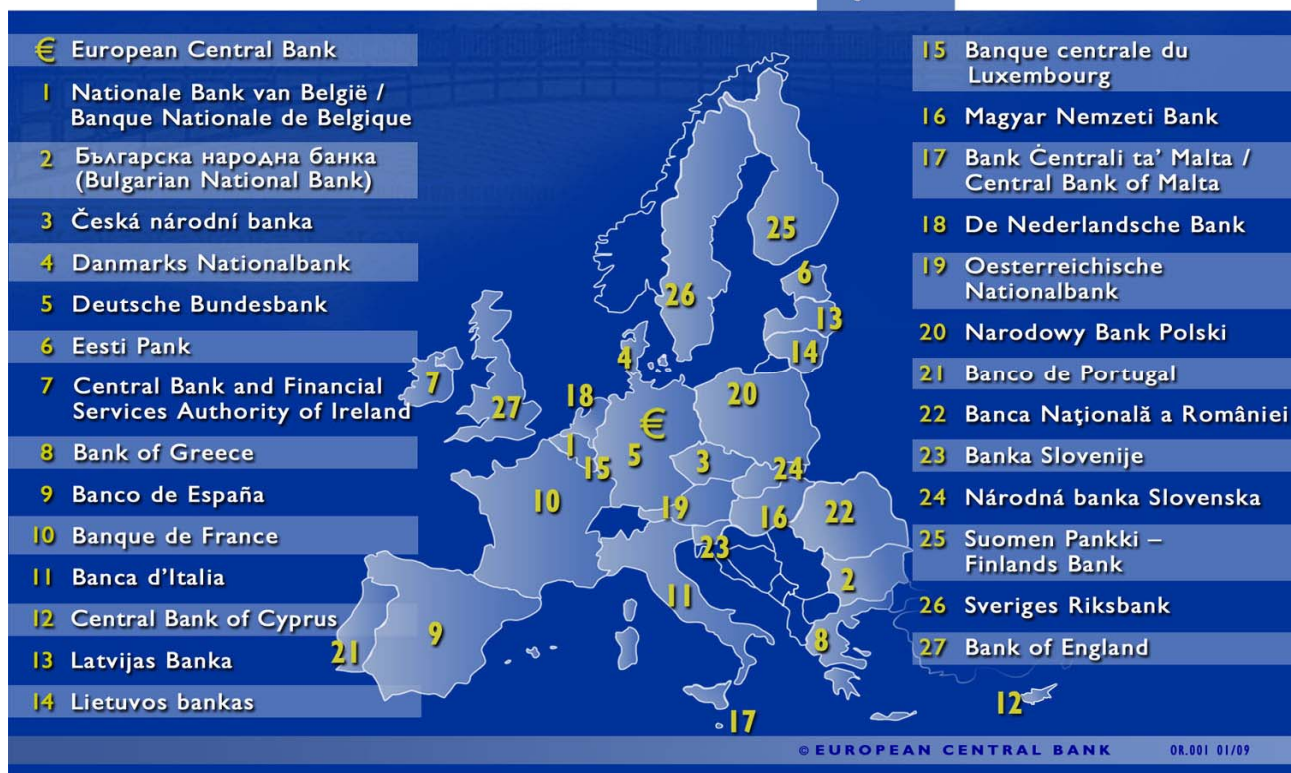 € European Central Bank
1 Nationale Bank van België /
Banque Nationale de Belgique
2 Българска народна банка
(Bulgarian National Bank)
3 Česká národní banka
4 Danmarks Nationalbank
5 Deutsche Bundesbank
6 Eesti Pank
7 Central Bank and Financial
Services Authority of Ireland
8 Bank of Greece
9 Banco de España
10 Banque de France
11 Banca d'Italia
12 Central Bank of Cyprus
13 Latvijas Banka
14 Lietuvos bankas
15 Banque centrale du
Luxembourg
16 Magyar Nemzeti Bank
17 Bank Ċentrali ta' Malta /
Central Bank of Malta
18 De Nederlandsche Bank
19 Oesterreichische
Nationalbank
20 Narodowy Bank Polski
21 Banco de Portugal
22 Banca Naţională a României
23 Banka Slovenije
24 Národná banka Slovenska
25 Suomen Pankki –
Finlands Bank
26 Sveriges Riksbank
27 Bank of England
25
6
26
13
14
4
7
18
20
27
€
1
5
3
15
24
10
19
16
22
23
2
11
9
8
21
12
17
© EUROPEAN CENTRAL BANK OR.001 01/09